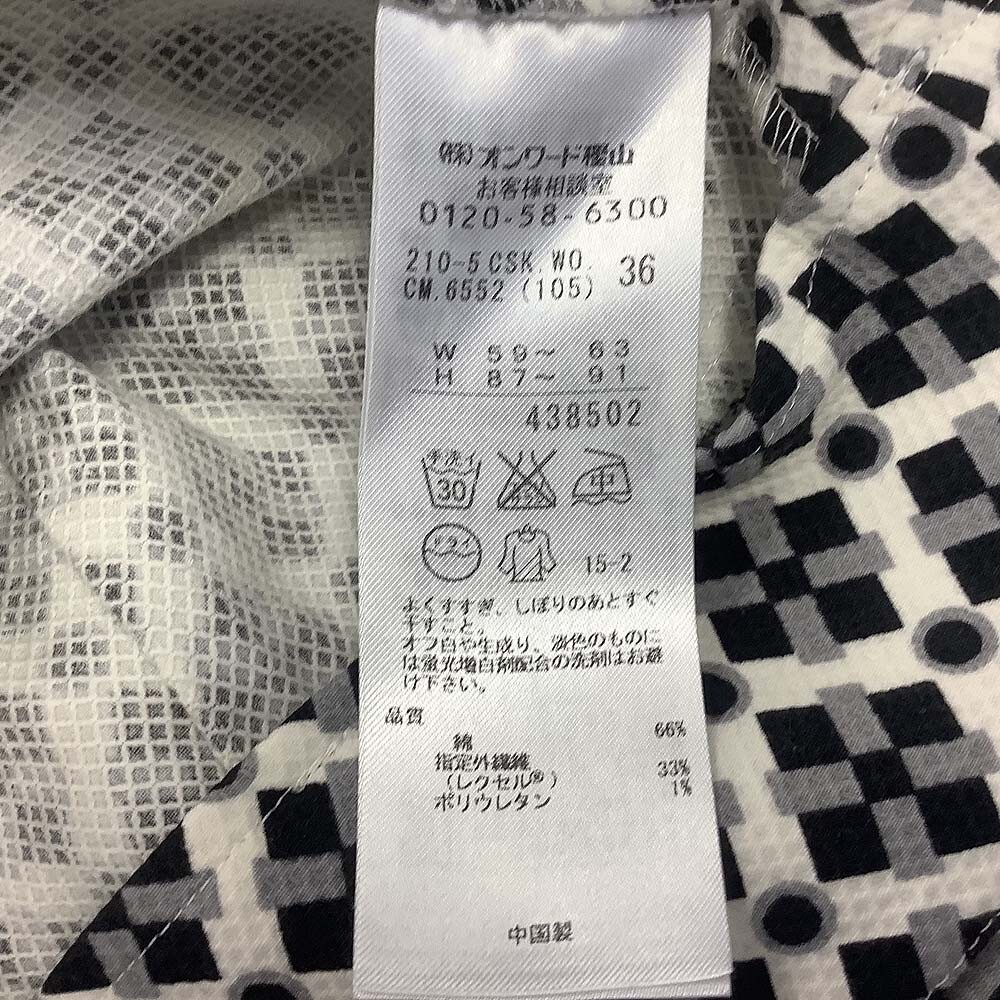 (株)オンワード樫山
お客様相談室
0120-58-6300
210-5 CSK.WO.
CM.6552 (105) 36
W 59～ 63
H 87～ 91
438502
手洗イ
30
中
ドライ
15-2
よくすすぎ、しぼりのあとすぐ
干すこと。
オフ白や生成り、淡色のものに
は蛍光増白剤配合の洗剤はお避
け下さい。
品質
綿 66%
指定外繊維
(レクセル®) 33%
ポリウレタン 1%
中国製